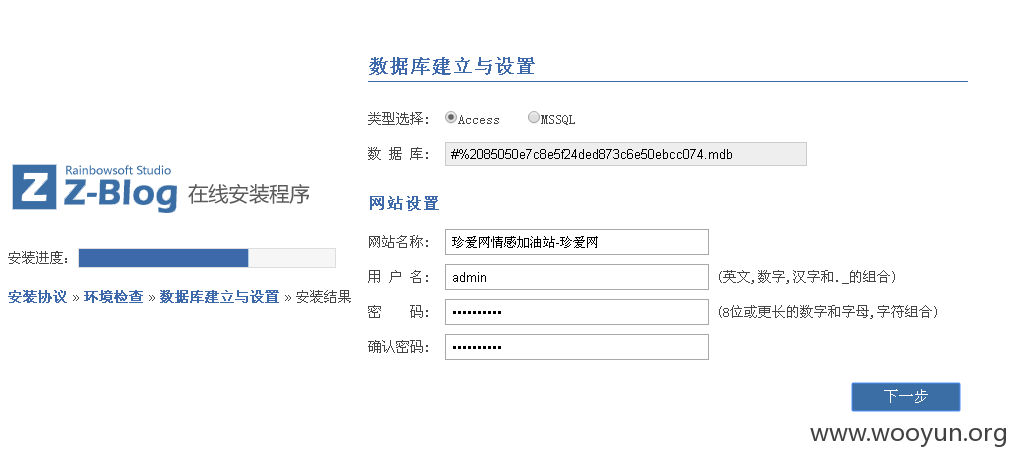 Rainbowsoft Studio
Z-Blog 在线安装程序
安装进度：
安装协议 » 环境检查 » 数据库建立与设置 » 安装结果
数据库建立与设置
类型选择： Access MSSQL
数 据 库： #%2085050e7c8e5f24ded873c6e50ebcc074.mdb
网站设置
网站名称： 珍爱网情感加油站-珍爱网
用 户 名： admin (英文,数字,汉字和._的组合)
密 码： •••••••••• (8位或更长的数字和字母,字符组合)
确认密码： ••••••••••
下一步
www.wooyun.org